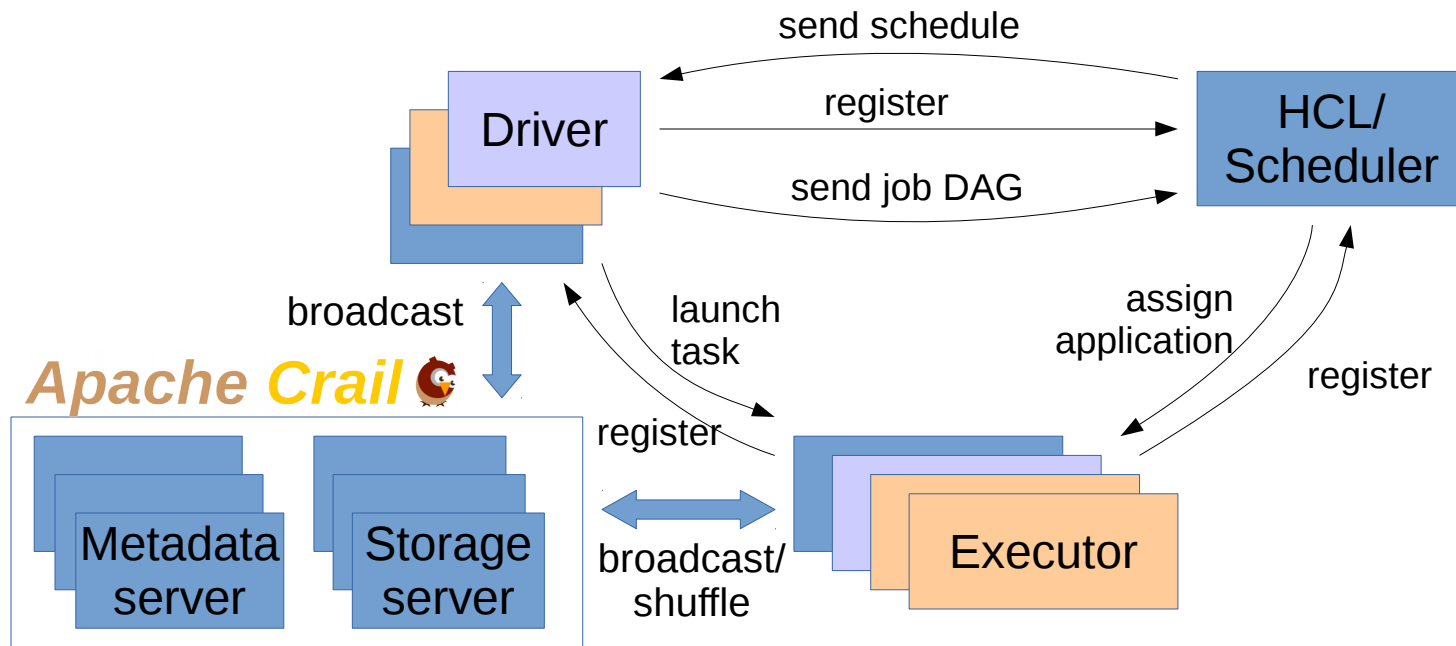 send schedule
Driver
register
HCL/
Scheduler
send job DAG
broadcast
launch
task
assign
application
register
Apache Crail
register
Metadata
server
Storage
server
broadcast/
shuffle
Executor